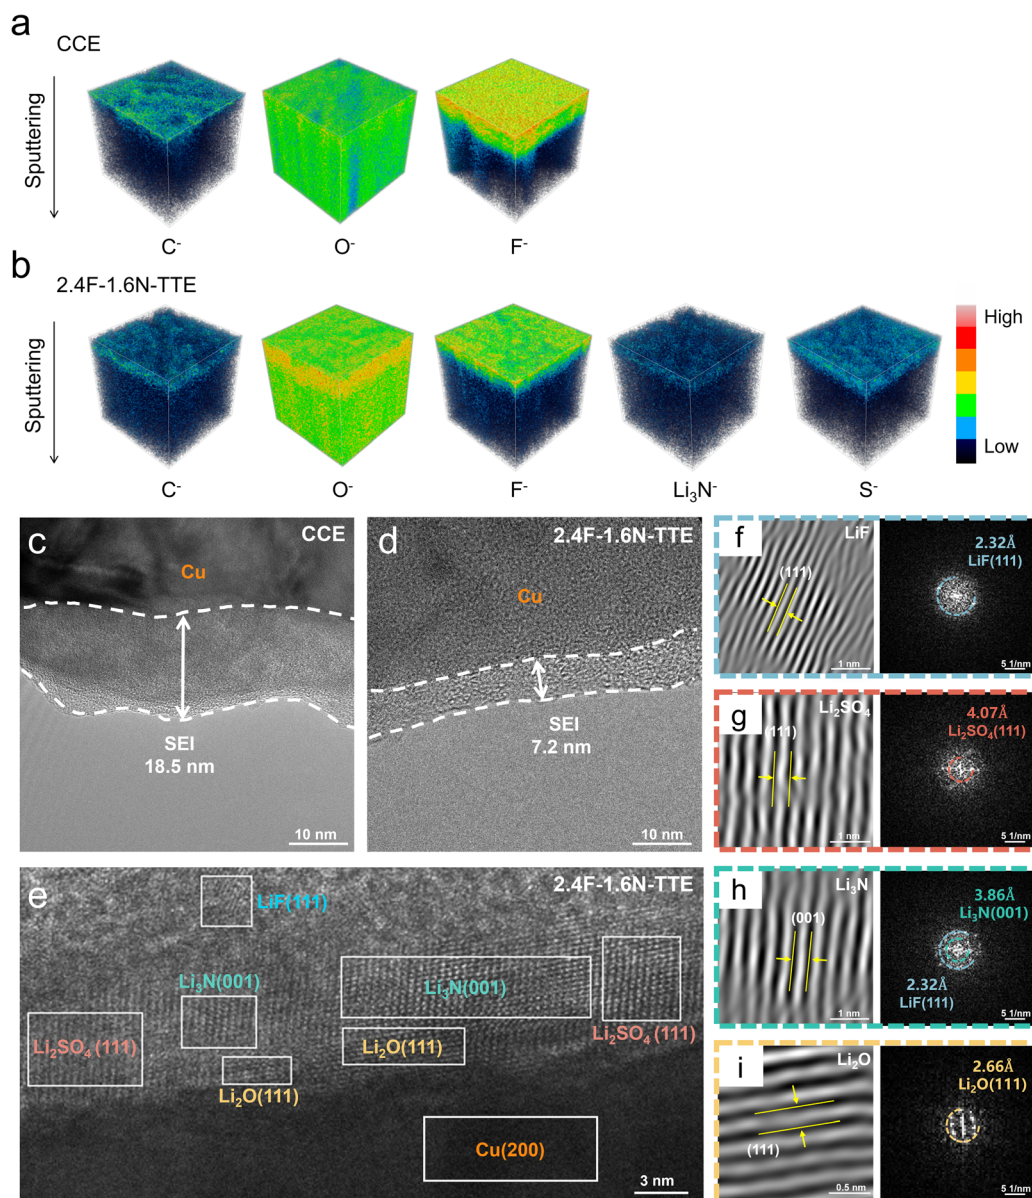 a
CCE
Sputtering
C⁻
O⁻
F⁻
b
2.4F-1.6N-TTE
Sputtering
High
Low
C⁻
O⁻
F⁻
Li₃N⁻
S⁻
c
CCE
Cu
SEI
18.5 nm
10 nm
d
2.4F-1.6N-TTE
Cu
SEI
7.2 nm
10 nm
e
2.4F-1.6N-TTE
LiF(111)
Li₃N(001)
Li₃N(001)
Li₂SO₄(111)
Li₂O(111)
Li₂SO₄(111)
Li₂O(111)
Cu(200)
3 nm
f
LiF
(111)
1 nm
2.32Å
LiF(111)
5 1/nm
g
Li₂SO₄
(111)
1 nm
4.07Å
Li₂SO₄(111)
5 1/nm
h
Li₃N
(001)
1 nm
3.86Å
Li₃N(001)
2.32Å
LiF(111)
5 1/nm
i
Li₂O
(111)
0.5 nm
2.66Å
Li₂O(111)
5 1/nm